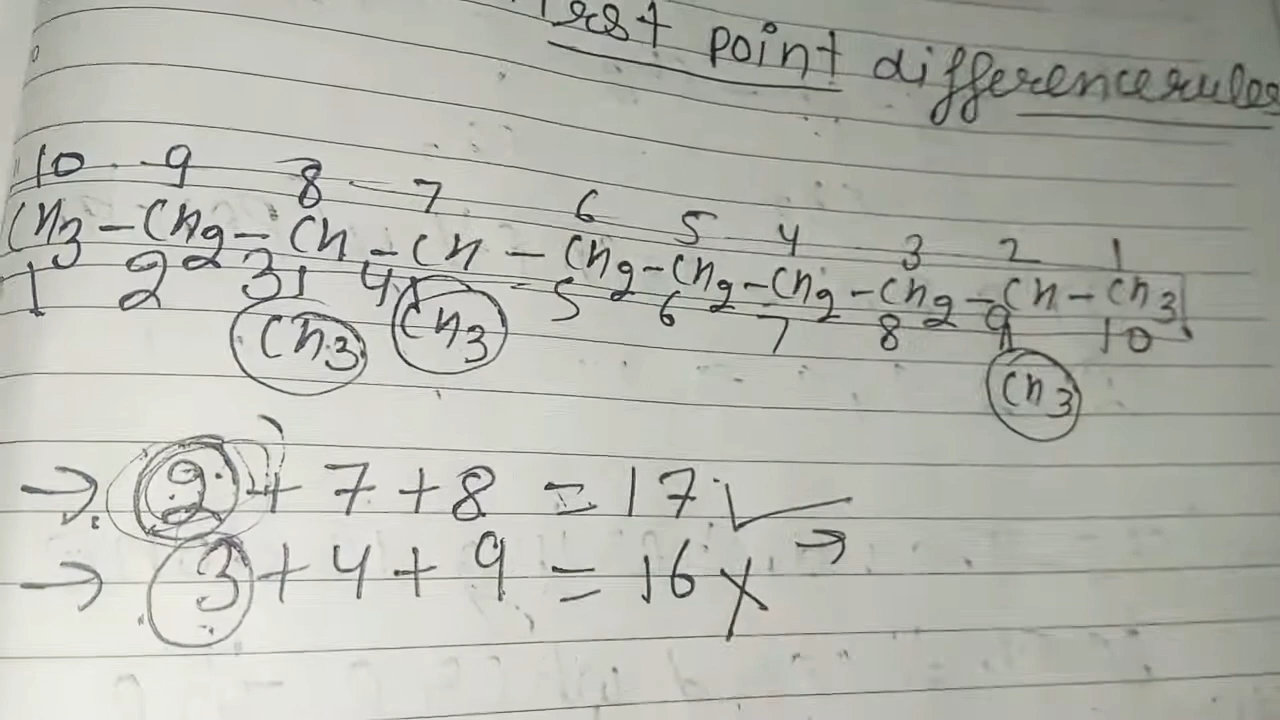 First point difference rules
10 9 8 7 6 5 4 3 2 1
CH3 - CH2 - CH - CH - CH2 - CH2 - CH2 - CH2 - CH - CH3
1 2 3 4 5 6 7 8 9 10
CH3 CH3 CH3
→ 2 + 7 + 8 = 17 ✓
→ 3 + 4 + 9 = 16 x →